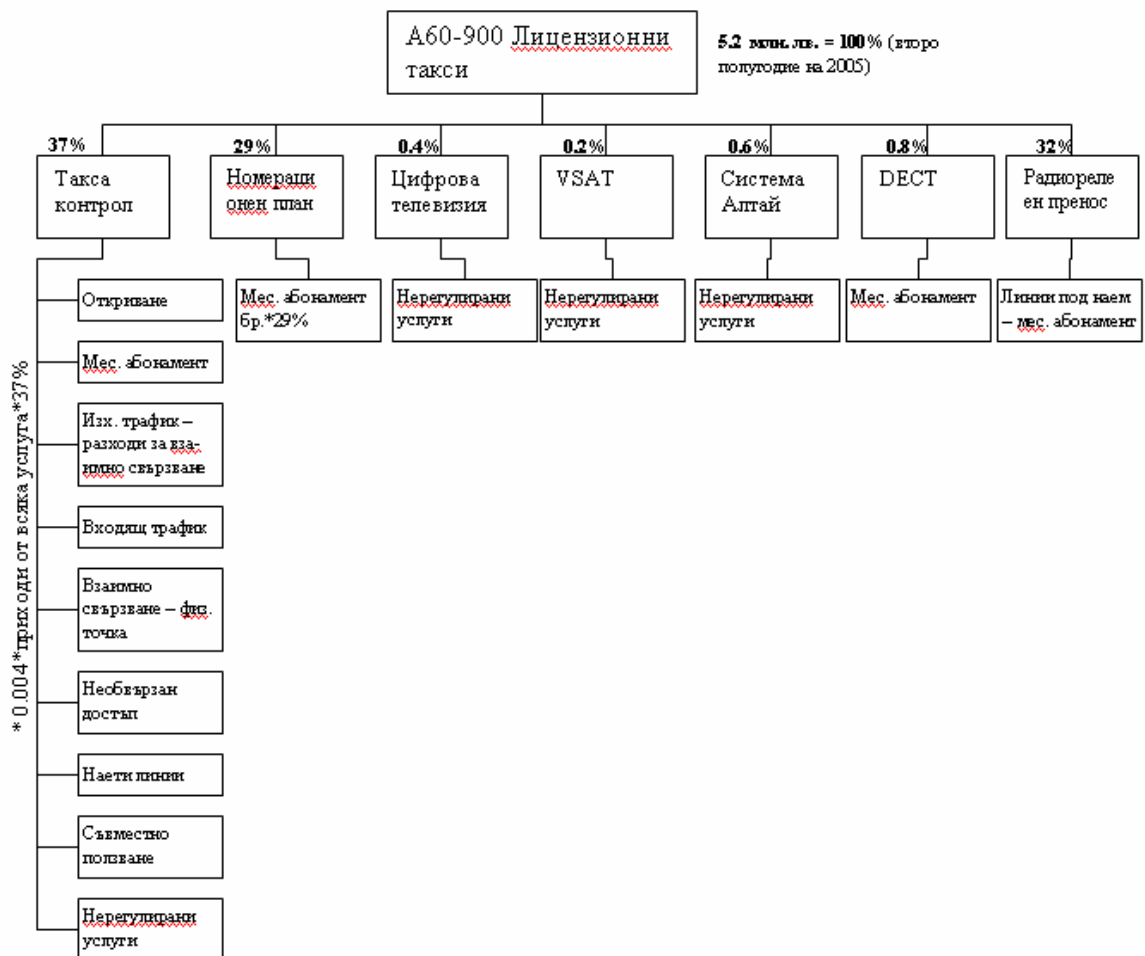 А60-900 Лицензионни
такси
5.2 млн. лв. = 100% (второ
полугодие на 2005)
37%
29%
0.4%
0.2%
0.6%
0.8%
32%
Такса
контрол
Номераци
онен план
Цифрова
телевизия
VSAT
Система
Алтай
DECT
Радиореле
ен пренос
Откриване
Мес. абонамент
бр.*29%
Нерегулирани
услуги
Нерегулирани
услуги
Нерегулирани
услуги
Мес. абонамент
Линии под наем
– мес. абонамент
Мес. абонамент
Изх. трафик –
разходи за вза-
имно свързване
Входящ трафик
Взаимно
свързване – физ.
точка
Необвързан
достъп
Наети линии
Съвместно
ползване
Нерегулирани
услуги
* 0.004*приходи от всяка услуга*37%